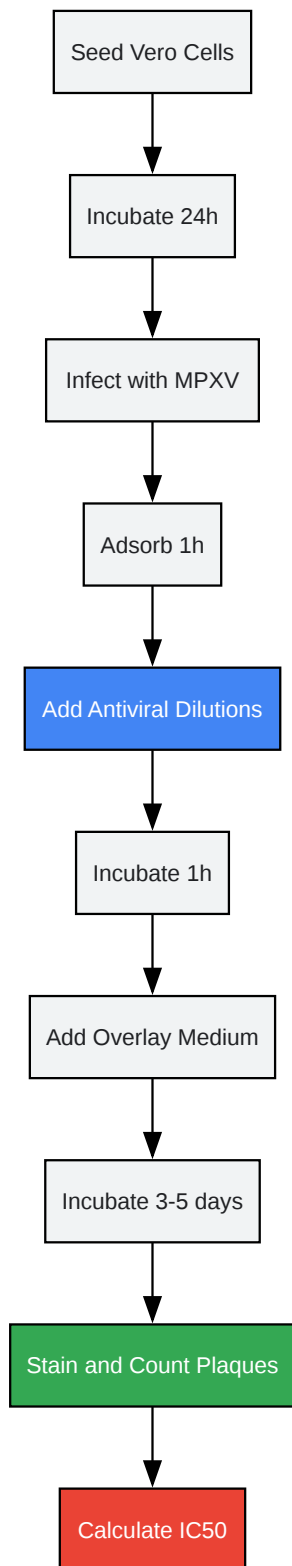 Seed Vero Cells
Incubate 24h
Infect with MPXV
Adsorb 1h
Add Antiviral Dilutions
Incubate 1h
Add Overlay Medium
Incubate 3-5 days
Stain and Count Plaques
Calculate IC50